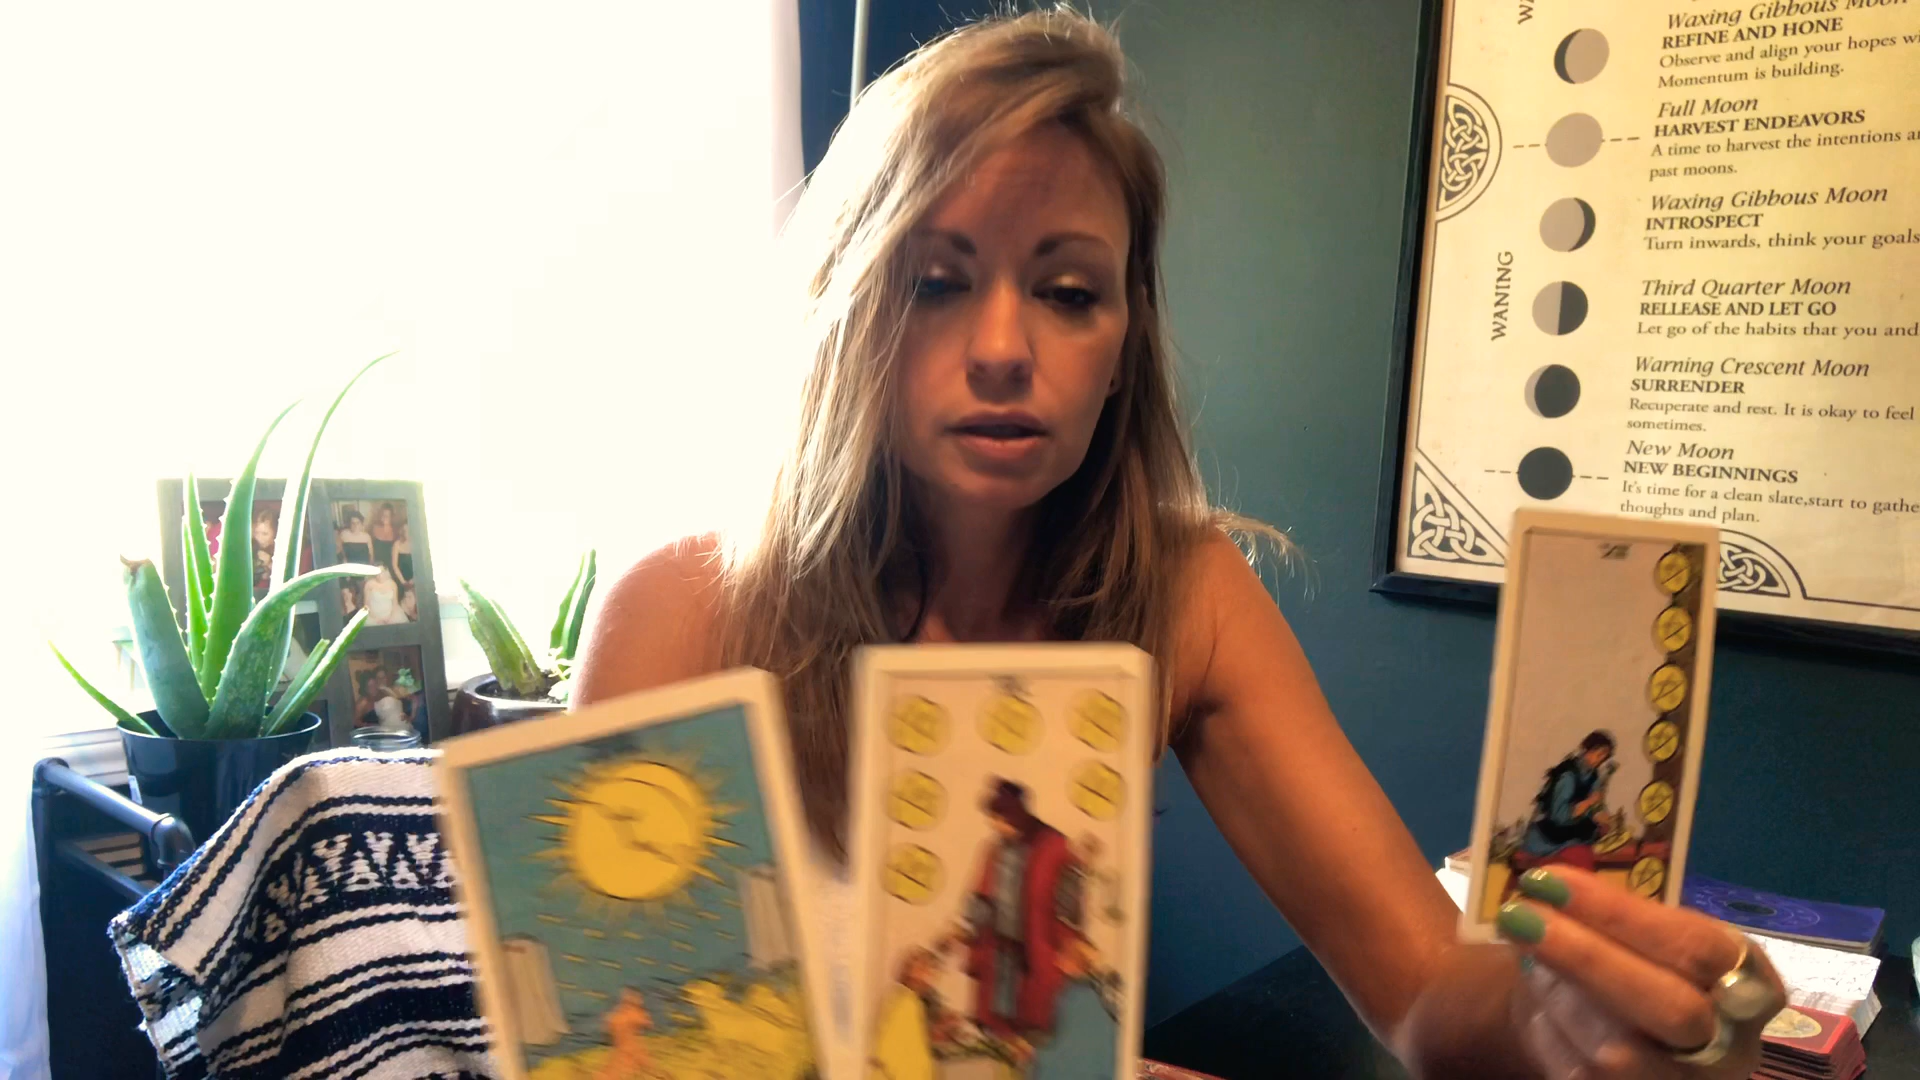 Waxing Gibbous Moon
REFINE AND HONE
Observe and align your hopes wi
Momentum is building.
Full Moon
HARVEST ENDEAVORS
A time to harvest the intentions a
past moons.
Waxing Gibbous Moon
INTROSPECT
Turn inwards, think your goals
WANING
Third Quarter Moon
RELLEASE AND LET GO
Let go of the habits that you and
Warning Crescent Moon
SURRENDER
Recuperate and rest. It is okay to feel
sometimes.
New Moon
NEW BEGINNINGS
It's time for a clean slate,start to gathe
thoughts and plan.